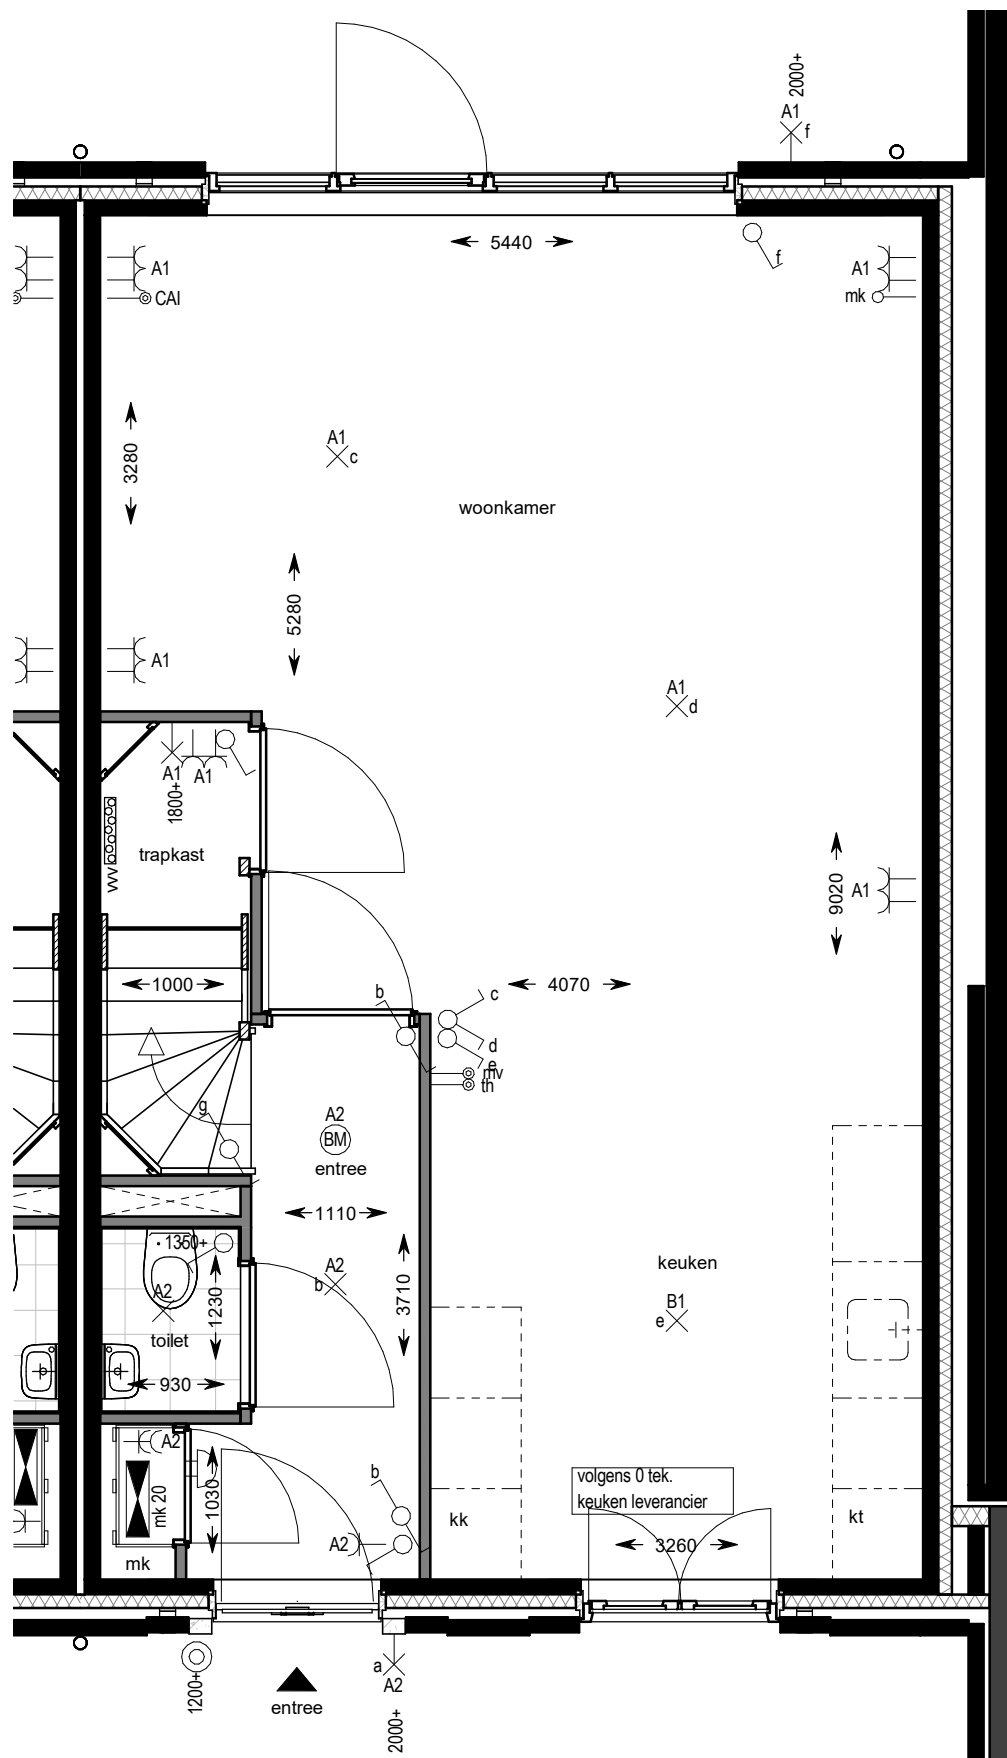 2000+
A1
f
5440
f
A1
CAI
A1
mk
3280
A1
c
woonkamer
5280
A1
A1
d
A1
1800+
A1
trapkast
VV
9020
A1
1000
4070
b
c
d
e
mv
th
g
A2
BM
entree
1110
1350+
3710
keuken
A2
b
A2
1230
B1
e
toilet
930
A2
mk 20
1030
b
volgens 0 tek.
keuken leverancier
kk
kt
A2
3260
mk
1200+
a
A2
entree
2000+